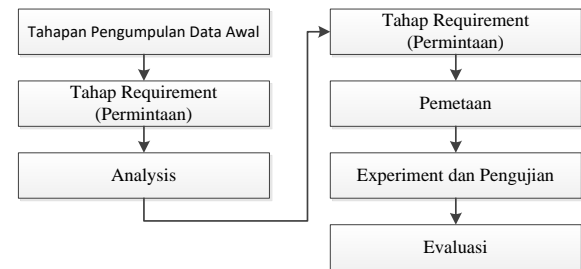 Tahapan Pengumpulan Data Awal
Tahap Requirement
(Permintaan)
Analysis
Tahap Requirement
(Permintaan)
Pemetaan
Experiment dan Pengujian
Evaluasi